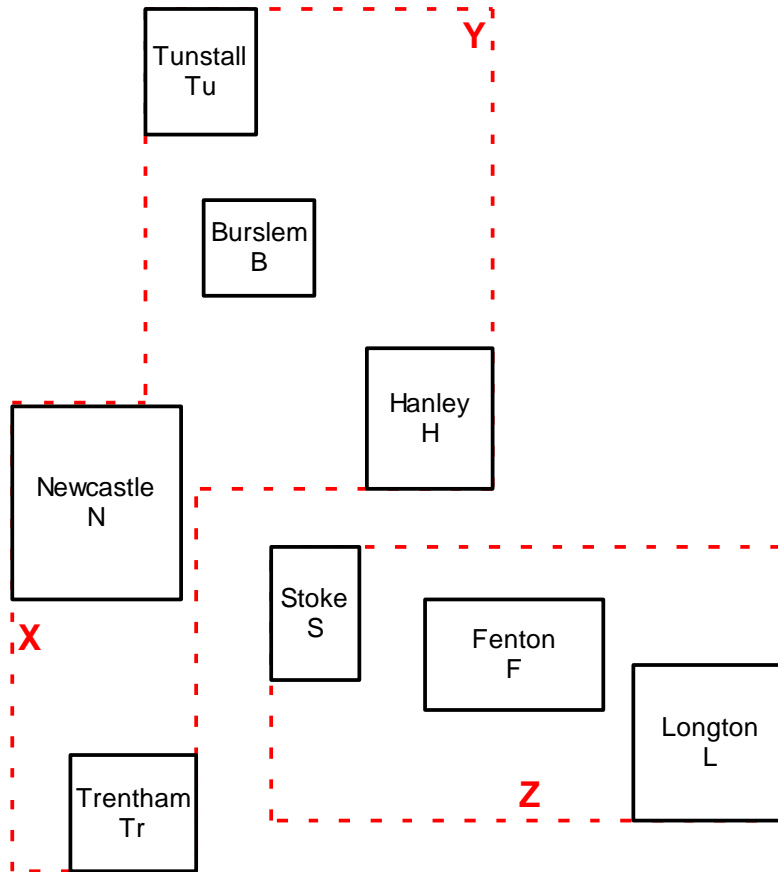 Tunstall
Tu
Y
Burslem
B
Hanley
H
Newcastle
N
Stoke
S
X
Fenton
F
Longton
L
Trentham
Tr
Z